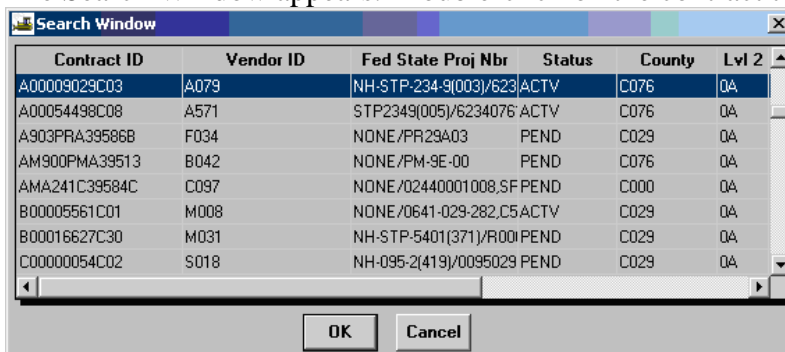 Search Window
Contract ID Vendor ID Fed State Proj Nbr Status County Lvl 2
A00009029C03 A079 NH-STP-234-9(003)/623 ACTV C076 0A
A00054498C08 A571 STP2349(005)/6234076 ACTV C076 0A
A903PRA39586B F034 NONE/PR29A03 PEND C029 0A
AM900PMA39513 B042 NONE/PM-9E-00 PEND C076 0A
AMA241C39584C C097 NONE/02440001008,SF PEND C000 0A
B00005561C01 M008 NONE/0641-029-282,C5 ACTV C029 0A
B00016627C30 M031 NH-STP-5401(371)/R00 PEND C029 0A
C00000054C02 S018 NH-095-2(419)/0095029 PEND C029 0A
OK Cancel